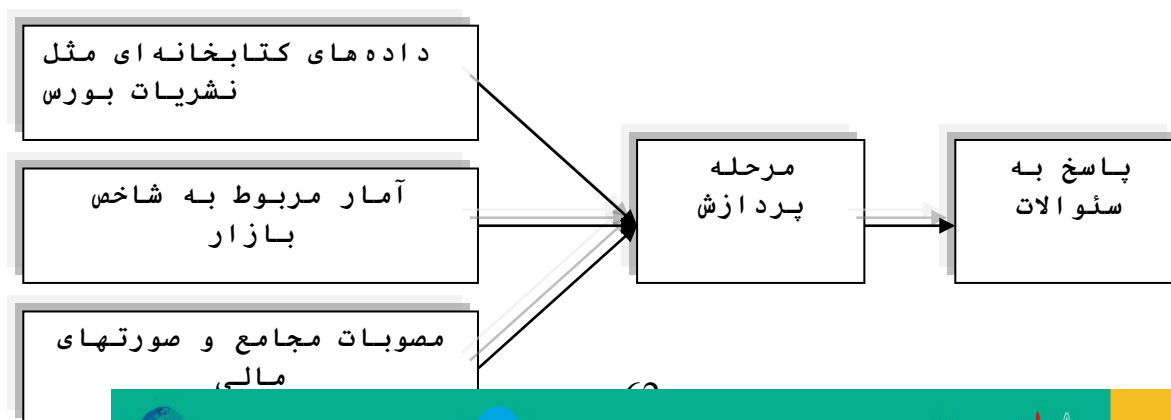 داده‌های کتابخانه‌ای مثل
نشریات بورس
آمار مربوط به شاخص
بازار
مصوبات مجامع و صورتهای
مالی
مرحله
پردازش
پاسخ به
سئوالات